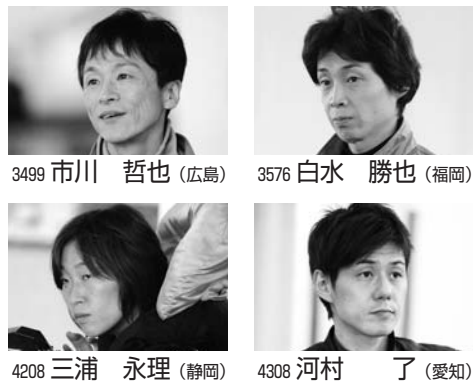 3499 市川　哲也（広島）
3576 白水　勝也（福岡）
4208 三浦　永理（静岡）
4308 河村　　了（愛知）